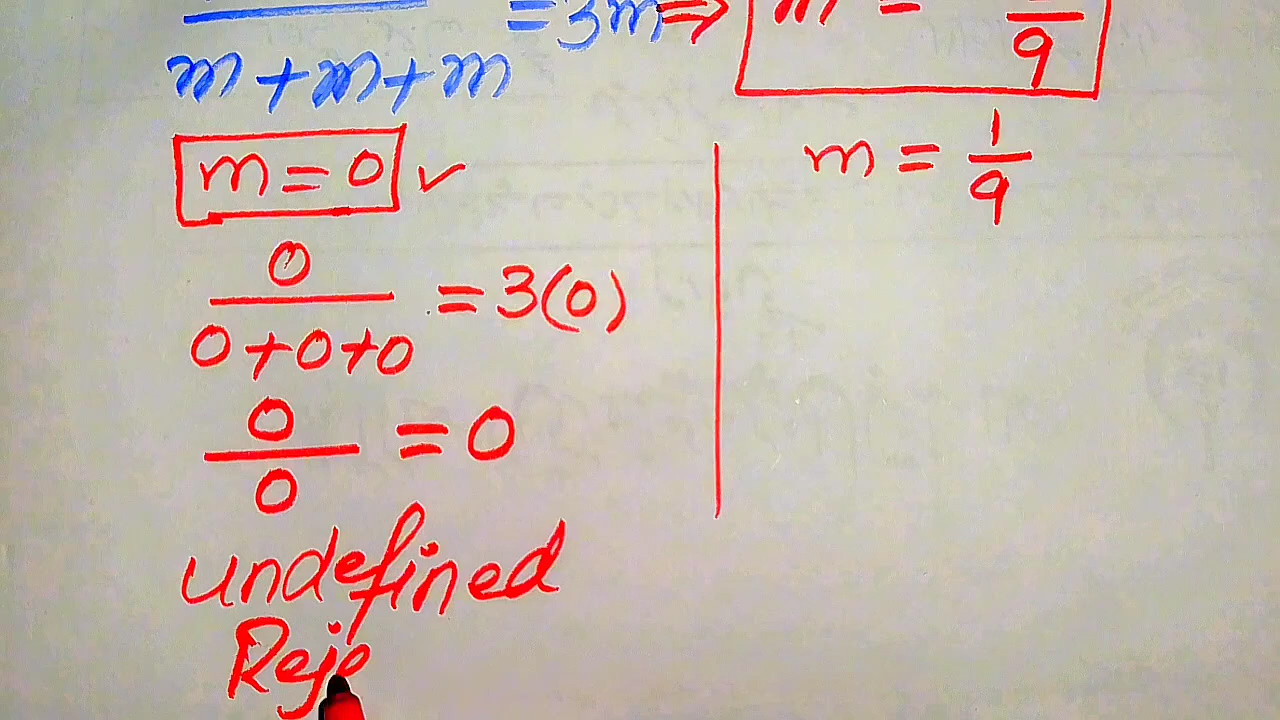 = 3m ⇒ m = —/9
m + m + m
m = 0 ✓
0/(0+0+0) = 3(0)
0/0 = 0
undefined
Reje
m = 1/9